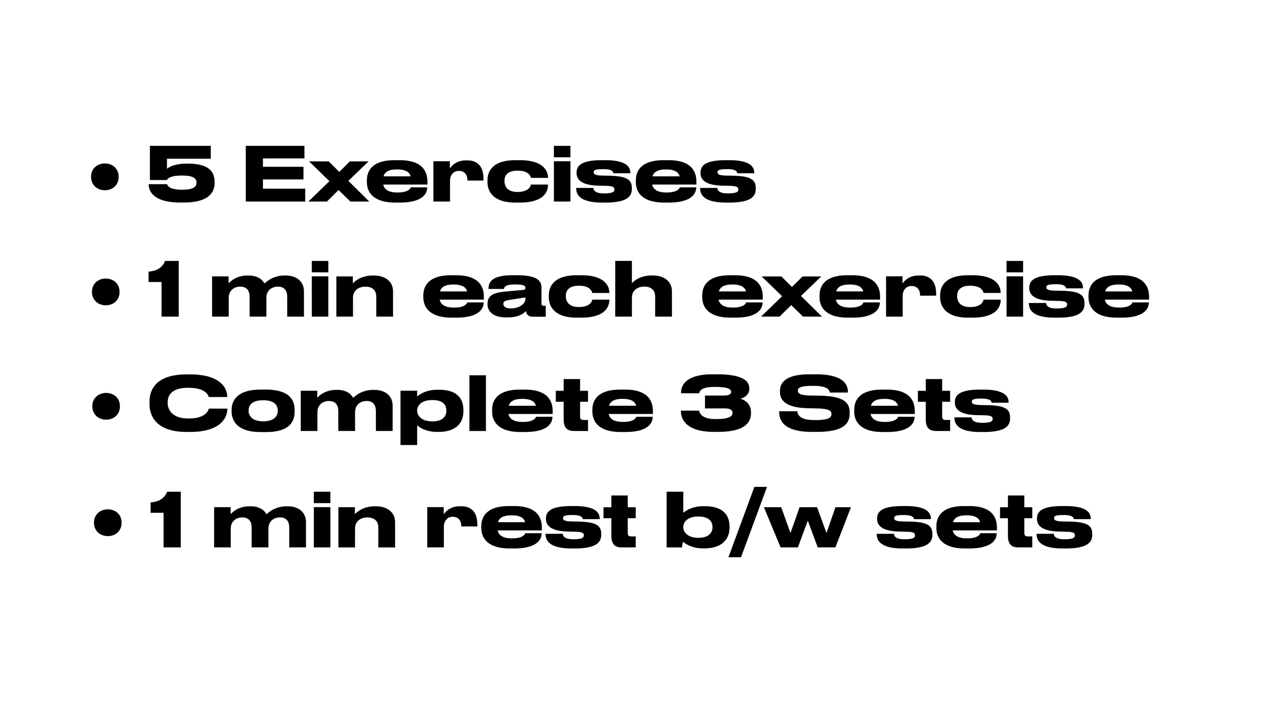 • 5 Exercises
• 1 min each exercise
• Complete 3 Sets
• 1 min rest b/w sets